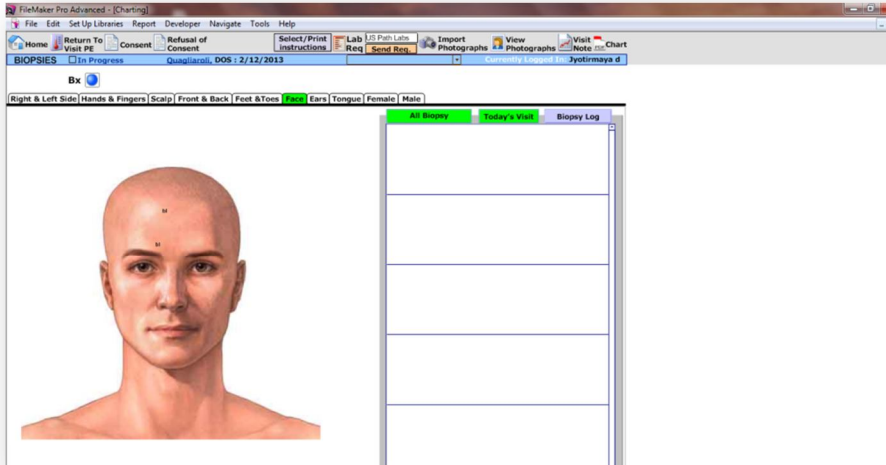 FileMaker Pro Advanced - [Charting]
File Edit Set Up Libraries Report Developer Navigate Tools Help
Home Return To Visit PE Consent Refusal of Consent Select/Print instructions Lab Req US Path Labs Send Req. Import Photographs View Photographs Visit Note Chart
BIOPSIES In Progress Quagliaroli, DOS : 2/12/2013 Currently Logged In: Jyotirmaya d
Bx
Right & Left Side Hands & Fingers Scalp Front & Back Feet &Toes Face Ears Tongue Female Male
All Biopsy Today's Visit Biopsy Log